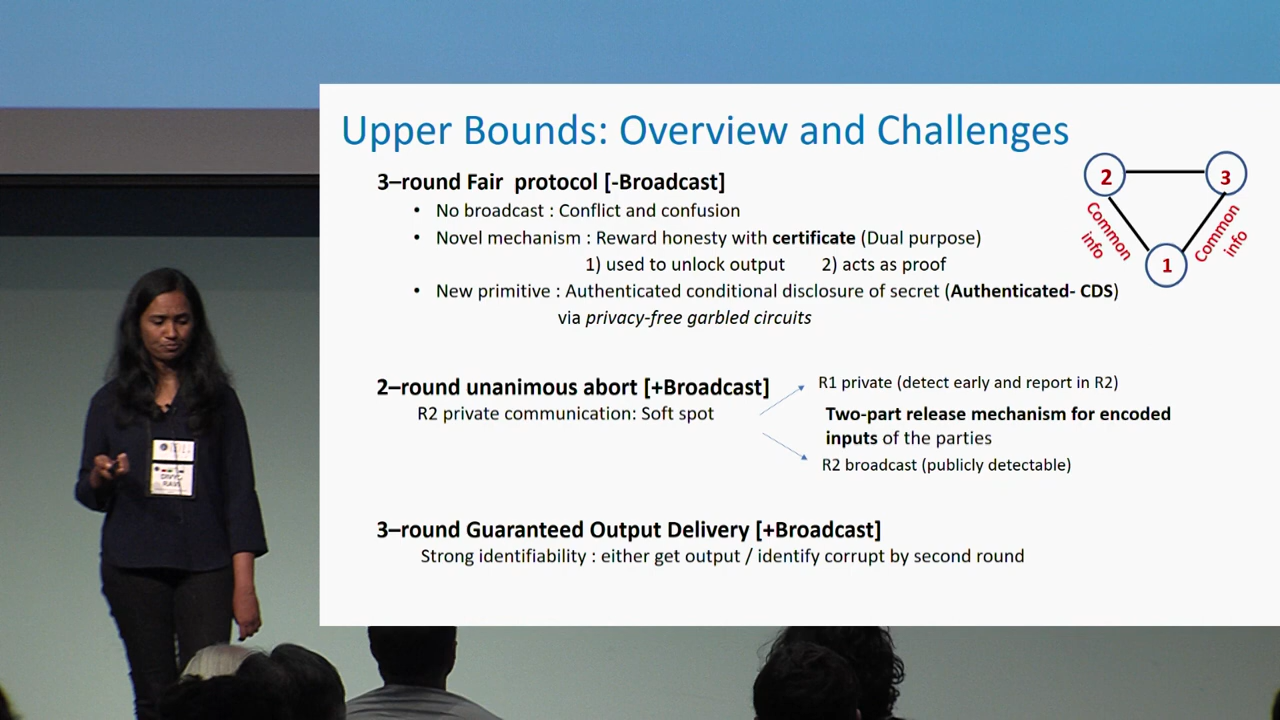 Upper Bounds: Overview and Challenges
3–round Fair protocol [-Broadcast]
• No broadcast : Conflict and confusion
• Novel mechanism : Reward honesty with certificate (Dual purpose)
1) used to unlock output 2) acts as proof
• New primitive : Authenticated conditional disclosure of secret (Authenticated- CDS)
via privacy-free garbled circuits
2
3
Common
info
Common
info
1
2–round unanimous abort [+Broadcast]
R2 private communication: Soft spot
R1 private (detect early and report in R2)
Two-part release mechanism for encoded
inputs of the parties
R2 broadcast (publicly detectable)
3–round Guaranteed Output Delivery [+Broadcast]
Strong identifiability : either get output / identify corrupt by second round
DIVYA
RAVI